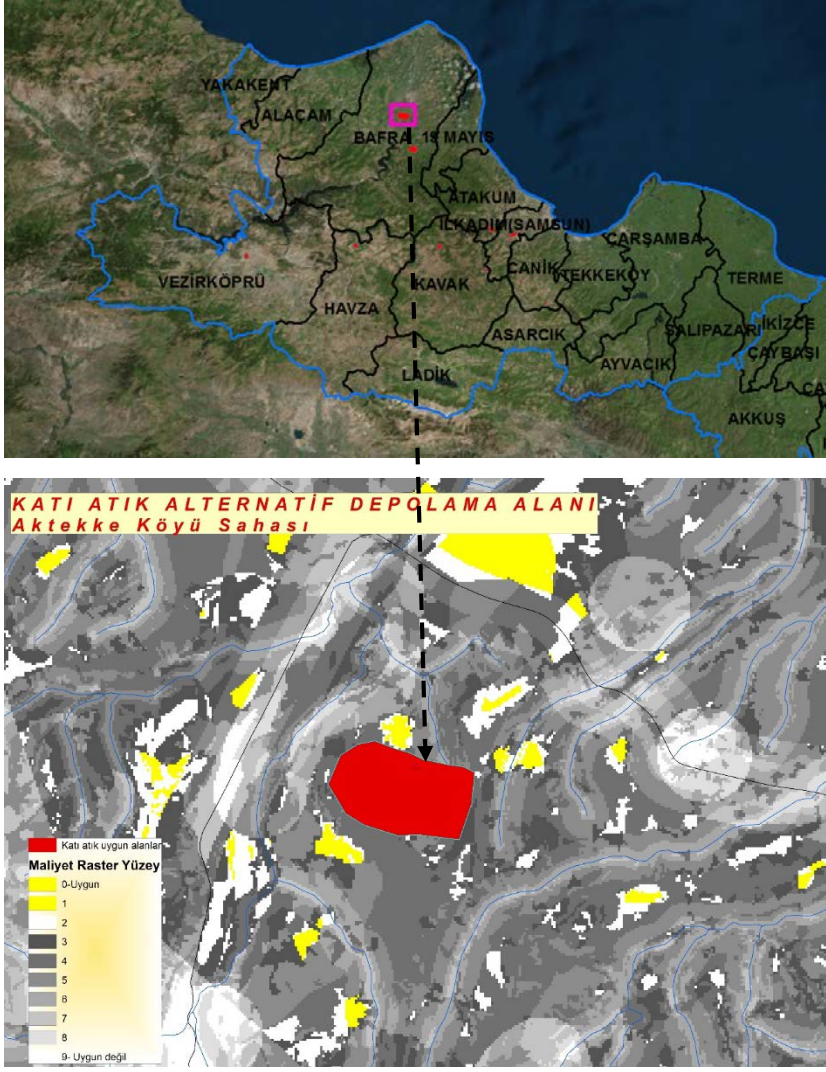 YAKAKENT
ALAÇAM
BAFRA 19 MAYIS
ATAKUM
İLKADIM(SAMSUN)
ÇARŞAMBA
VEZİRKÖPRÜ
HAVZA
KAVAK
CANİK
TEKKEKÖY
TERME
ASARCIK
SALIPAZARI
İKİZCE
LADİK
AYVACIK
ÇAYBAŞI
AKKUŞ
KATI ATIK ALTERNATİF DEPOLAMA ALANI
Aktekke Köyü Sahası
Katı atık uygun alanlar
Maliyet Raster Yüzey
0-Uygun
1
2
3
4
5
6
7
8
9- Uygun değil